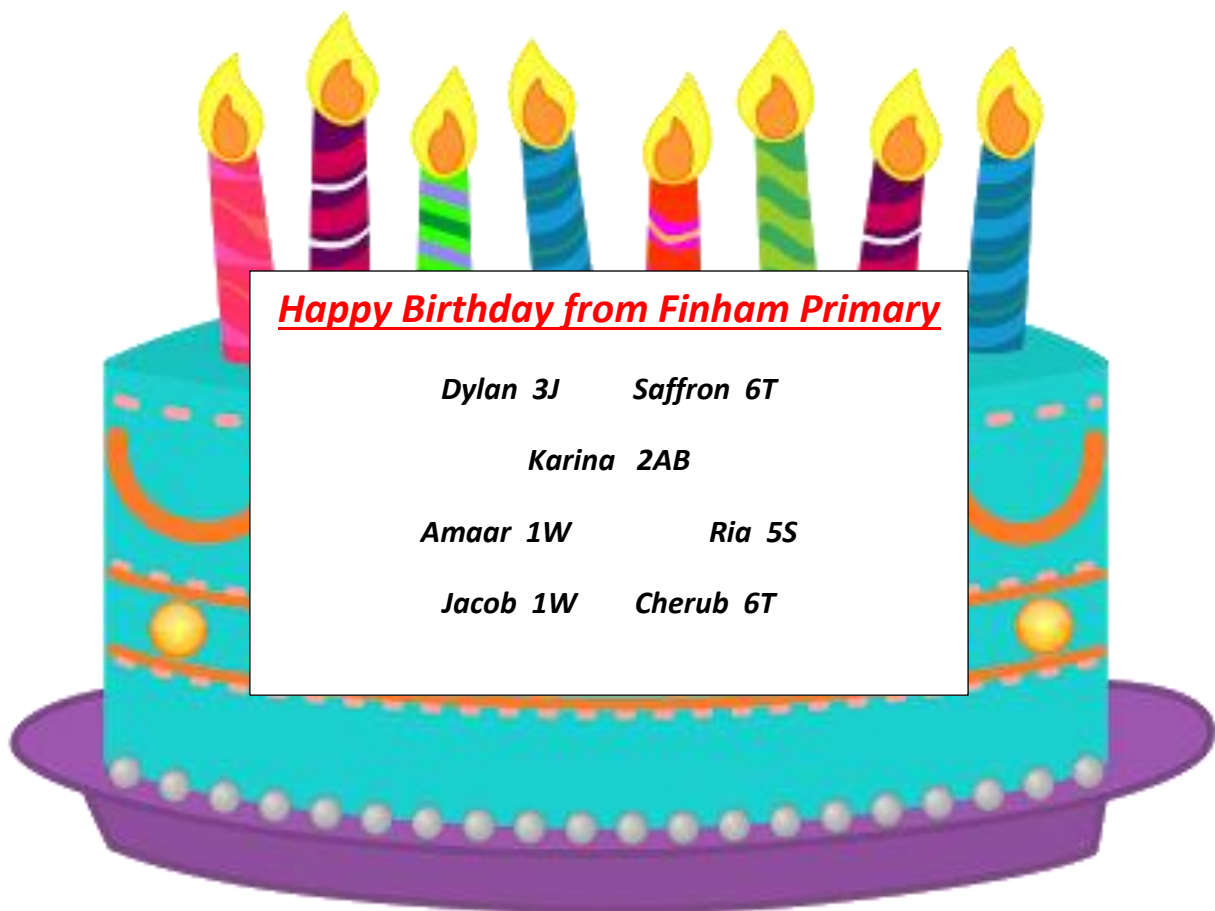 Happy Birthday from Finham Primary
Dylan 3J Saffron 6T
Karina 2AB
Amaar 1W Ria 5S
Jacob 1W Cherub 6T